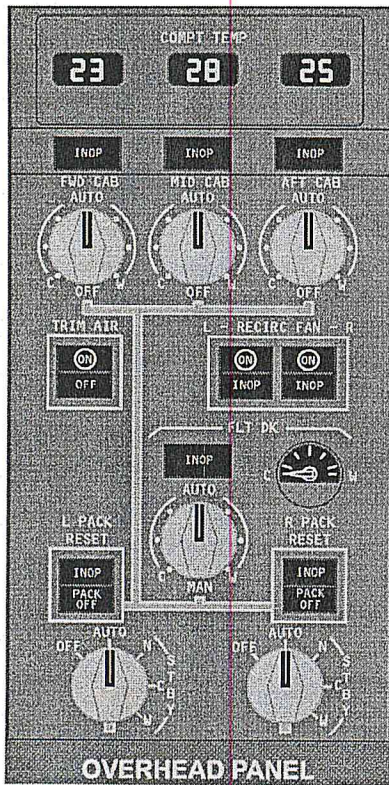 COMPT TEMP
23 28 25
INOP INOP INOP
FWD CAB MID CAB AFT CAB
AUTO AUTO AUTO
C W C W C W
OFF OFF OFF
TRIM AIR L - RECIRC FAN - R
ON ON ON
OFF INOP INOP
FLT DK
INOP
C W
AUTO
C W
MAN
L PACK R PACK
RESET RESET
INOP INOP
PACK OFF PACK OFF
AUTO AUTO
OFF N OFF N
C C
W W
STBY STBY
OVERHEAD PANEL